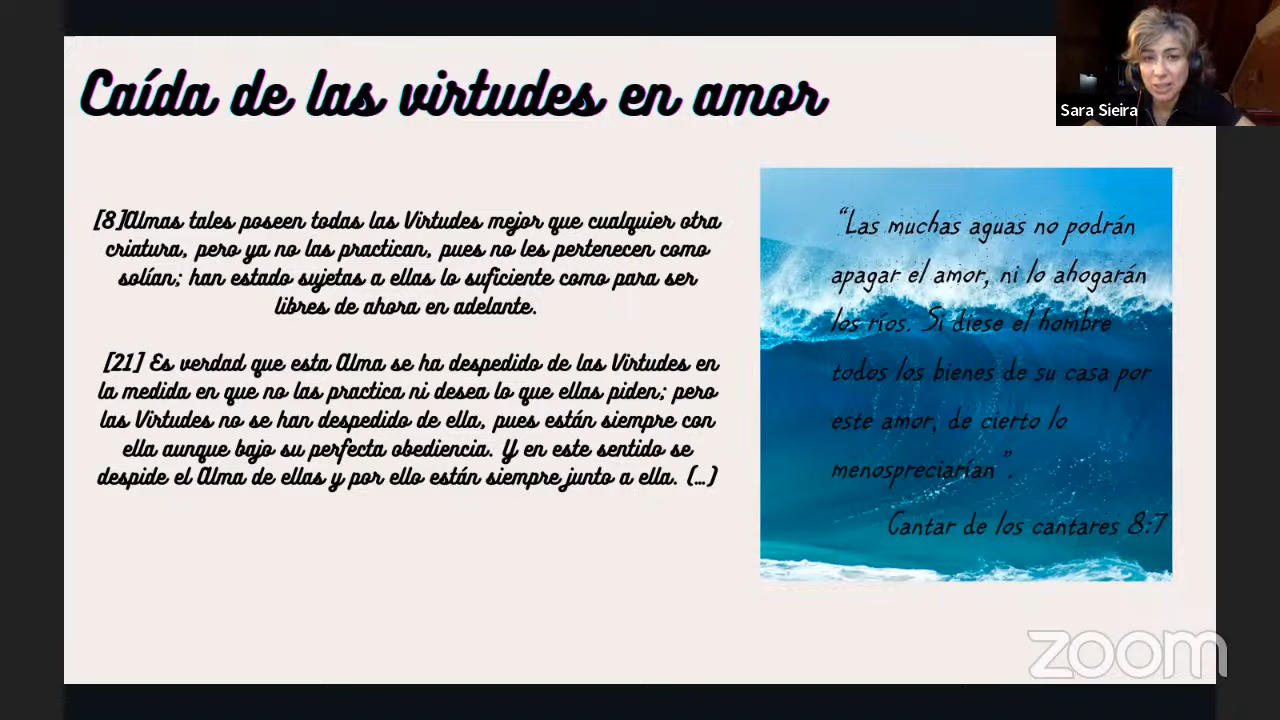 Caída de las virtudes en amor
Sara Sieira
[8]Almas tales poseen todas las Virtudes mejor que cualquier otra
criatura, pero ya no las practican, pues no les pertenecen como
solían; han estado sujetas a ellas lo suficiente como para ser
libres de ahora en adelante.
[21] Es verdad que esta Alma se ha despedido de las Virtudes en
la medida en que no las practica ni desea lo que ellas piden; pero
las Virtudes no se han despedido de ella, pues están siempre con
ella aunque bajo su perfecta obediencia. Y en este sentido se
despide el Alma de ellas y por ello están siempre junto a ella. (...)
“Las muchas aguas no podrán
apagar el amor, ni lo ahogarán
los ríos. Si diese el hombre
todos los bienes de su casa por
este amor, de cierto lo
menospreciarían”.
Cantar de los cantares 8:7
zoom